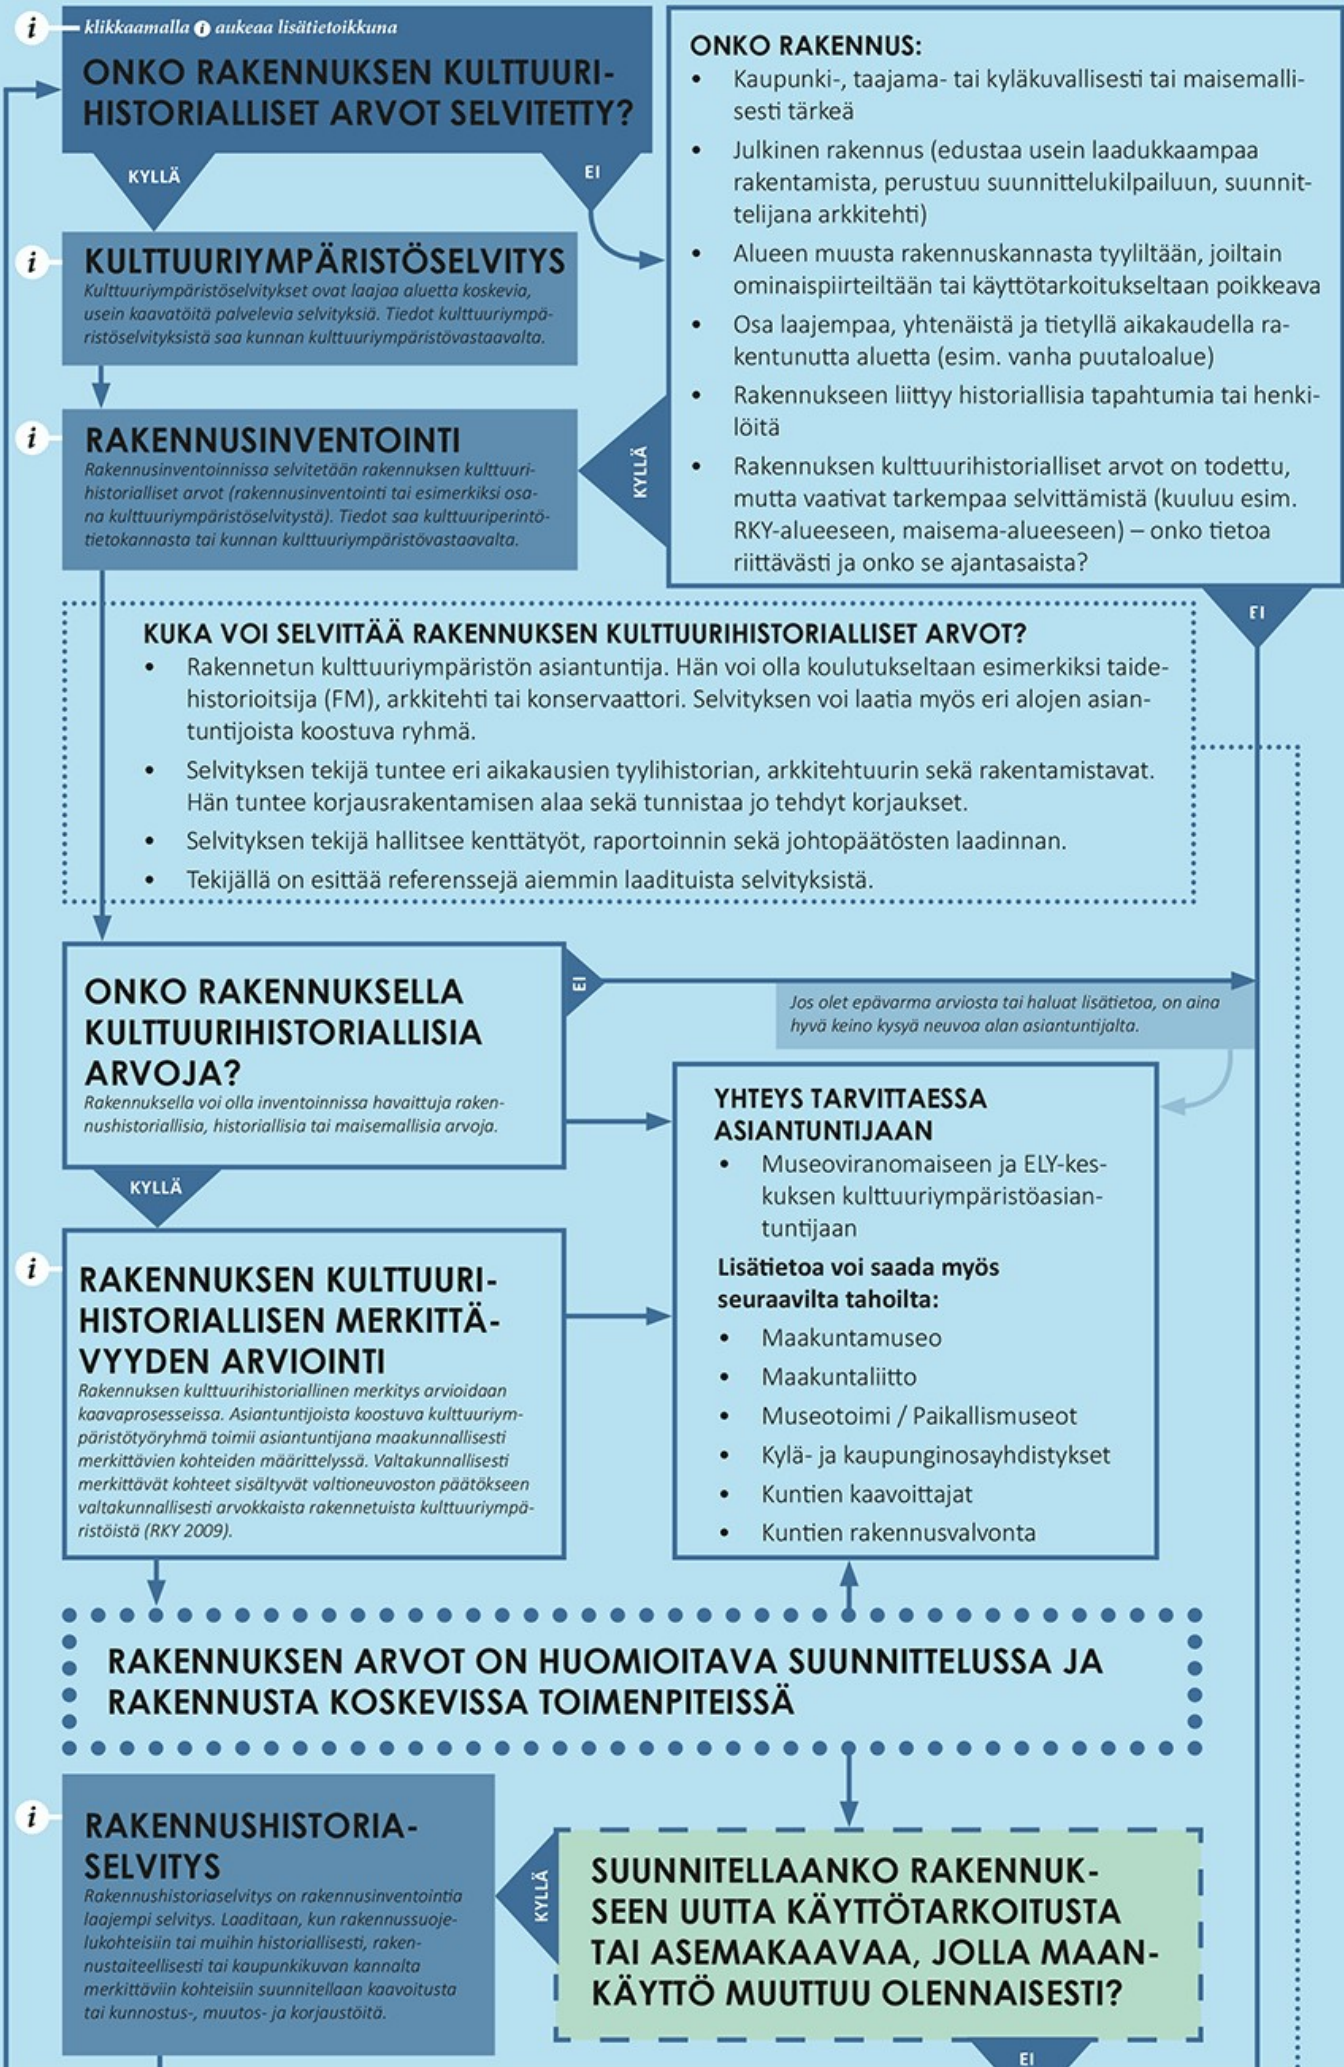 i
klikkaamalla i aukeaa lisätietoikkuna
ONKO RAKENNUKSEN KULTTUURI-
HISTORIALLISET ARVOT SELVITETTY?
KYLLÄ
EI
ONKO RAKENNUS:
• Kaupunki-, taajama- tai kyläkuvallisesti tai maisemalli-
sesti tärkeä
• Julkinen rakennus (edustaa usein laadukkaampaa
rakentamista, perustuu suunnittelukilpailuun, suunnit-
telijana arkkitehti)
• Alueen muusta rakennuskannasta tyyliltään, joiltain
ominaispiirteiltään tai käyttötarkoitukseltaan poikkeava
• Osa laajempaa, yhtenäistä ja tietyllä aikakaudella ra-
kentunutta aluetta (esim. vanha puutaloalue)
• Rakennukseen liittyy historiallisia tapahtumia tai henki-
löitä
• Rakennuksen kulttuurihistorialliset arvot on todettu,
mutta vaativat tarkempaa selvittämistä (kuuluu esim.
RKY-alueeseen, maisema-alueeseen) – onko tietoa
riittävästi ja onko se ajantasaista?
KYLLÄ
EI
i
KULTTUURIYMPÄRISTÖSELVITYS
Kulttuuriympäristöselvitykset ovat laajaa aluetta koskevia,
usein kaavatöitä palvelevia selvityksiä. Tiedot kulttuuriympä-
ristöselvityksistä saa kunnan kulttuuriympäristövastaavalta.
i
RAKENNUSINVENTOINTI
Rakennusinventoinnissa selvitetään rakennuksen kulttuuri-
historialliset arvot (rakennusinventointi tai esimerkiksi osa-
na kulttuuriympäristöselvitystä). Tiedot saa kulttuuriperintö-
tietokannasta tai kunnan kulttuuriympäristövastaavalta.
KUKA VOI SELVITTÄÄ RAKENNUKSEN KULTTUURIHISTORIALLISET ARVOT?
• Rakennetun kulttuuriympäristön asiantuntija. Hän voi olla koulutukseltaan esimerkiksi taide-
historioitsija (FM), arkkitehti tai konservaattori. Selvityksen voi laatia myös eri alojen asian-
tuntijoista koostuva ryhmä.
• Selvityksen tekijä tuntee eri aikakausien tyylihistorian, arkkitehtuurin sekä rakentamistavat.
Hän tuntee korjausrakentamisen alaa sekä tunnistaa jo tehdyt korjaukset.
• Selvityksen tekijä hallitsee kenttätyöt, raportoinnin sekä johtopäätösten laadinnan.
• Tekijällä on esittää referenssejä aiemmin laadituista selvityksistä.
ONKO RAKENNUKSELLA
KULTTUURIHISTORIALLISIA
ARVOJA?
Rakennuksella voi olla inventoinnissa havaittuja raken-
nushistoriallisia, historiallisia tai maisemallisia arvoja.
EI
KYLLÄ
Jos olet epävarma arviosta tai haluat lisätietoa, on aina
hyvä keino kysyä neuvoa alan asiantuntijalta.
YHTEYS TARVITTAESSA
ASIANTUNTIJAAN
• Museoviranomaiseen ja ELY-kes-
kuksen kulttuuriympäristöasian-
tuntijaan
Lisätietoa voi saada myös
seuraavilta tahoilta:
• Maakuntamuseo
• Maakuntaliitto
• Museotoimi / Paikallismuseot
• Kylä- ja kaupunginosayhdistykset
• Kuntien kaavoittajat
• Kuntien rakennusvalvonta
i
RAKENNUKSEN KULTTUURI-
HISTORIALLISEN MERKITTÄ-
VYYDEN ARVIOINTI
Rakennuksen kulttuurihistoriallinen merkitys arvioidaan
kaavaprosesseissa. Asiantuntijoista koostuva kulttuuriym-
päristötyöryhmä toimii asiantuntijana maakunnallisesti
merkittävien kohteiden määrittelyssä. Valtakunnallisesti
merkittävät kohteet sisältyvät valtioneuvoston päätökseen
valtakunnallisesti arvokkaista rakennetuista kulttuuriympä-
ristöistä (RKY 2009).
RAKENNUKSEN ARVOT ON HUOMIOITAVA SUUNNITTELUSSA JA
RAKENNUSTA KOSKEVISSA TOIMENPITEISSÄ
i
RAKENNUSHISTORIA-
SELVITYS
Rakennushistoriaselvitys on rakennusinventointia
laajempi selvitys. Laaditaan, kun rakennussuoje-
lukohteisiin tai muihin historiallisesti, raken-
nustaiteellisesti tai kaupunkikuvan kannalta
merkittäviin kohteisiin suunnitellaan kaavoitusta
tai kunnostus-, muutos- ja korjaustöitä.
KYLLÄ
SUUNNITELLAANKO RAKENNUK-
SEEN UUTTA KÄYTTÖTARKOITUSTA
TAI ASEMAKAAVAA, JOLLA MAAN-
KÄYTTÖ MUUTTUU OLENNAISESTI?
EI